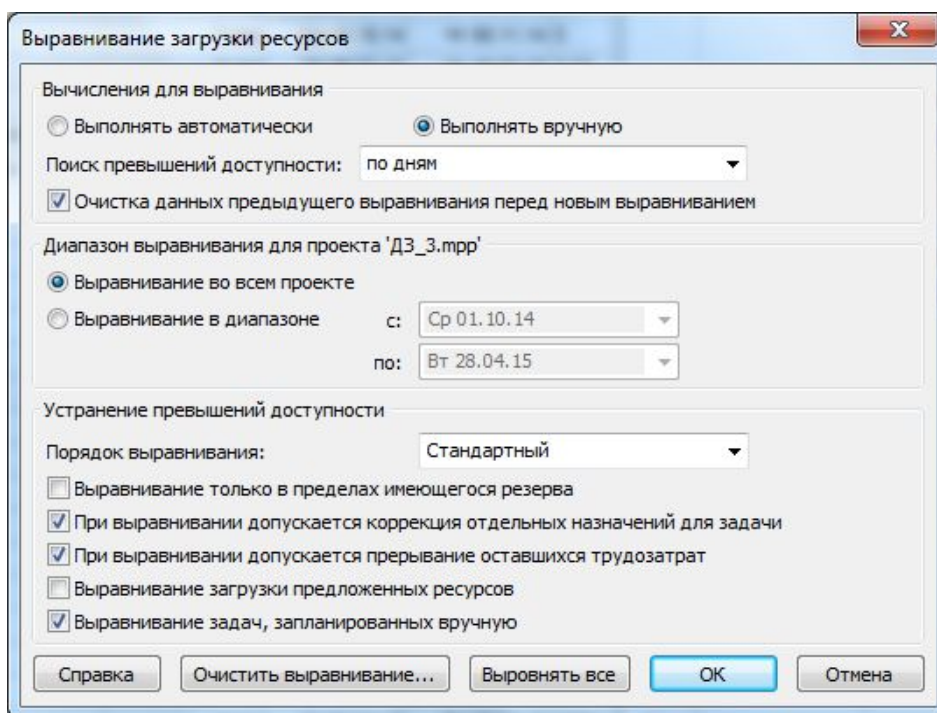 Выравнивание загрузки ресурсов
Вычисления для выравнивания
Выполнять автоматически Выполнять вручную
Поиск превышений доступности: по дням
Очистка данных предыдущего выравнивания перед новым выравниванием
Диапазон выравнивания для проекта 'ДЗ_3.mpp'
Выравнивание во всем проекте
Выравнивание в диапазоне с: Ср 01.10.14
по: Вт 28.04.15
Устранение превышений доступности
Порядок выравнивания: Стандартный
Выравнивание только в пределах имеющегося резерва
При выравнивании допускается коррекция отдельных назначений для задачи
При выравнивании допускается прерывание оставшихся трудозатрат
Выравнивание загрузки предложенных ресурсов
Выравнивание задач, запланированных вручную
Справка Очистить выравнивание... Выровнять все ОК Отмена